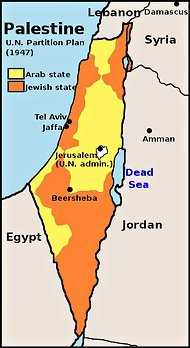 Lebanon
Damascus
Palestine
U.N. Partition Plan
(1947)
Syria
Arab state
Jewish state
Tel Aviv
Jaffa
Amman
Jerusalem
(U.N. admin.)
Dead
Sea
Beersheba
Egypt
Jordan